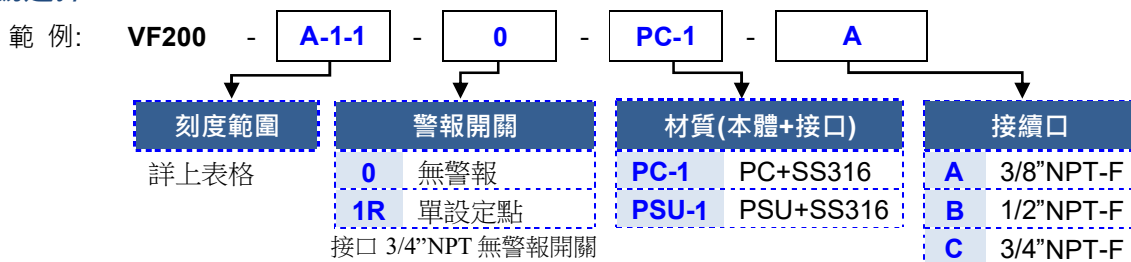 範 例: VF200 - A-1-1 - 0 - PC-1 - A
刻度範圍 警報開關 材質(本體+接口) 接續口
詳上表格 0 無警報 PC-1 PC+SS316 A 3/8”NPT-F
1R 單設定點 PSU-1 PSU+SS316 B 1/2”NPT-F
接口 3/4”NPT 無警報開關 C 3/4”NPT-F